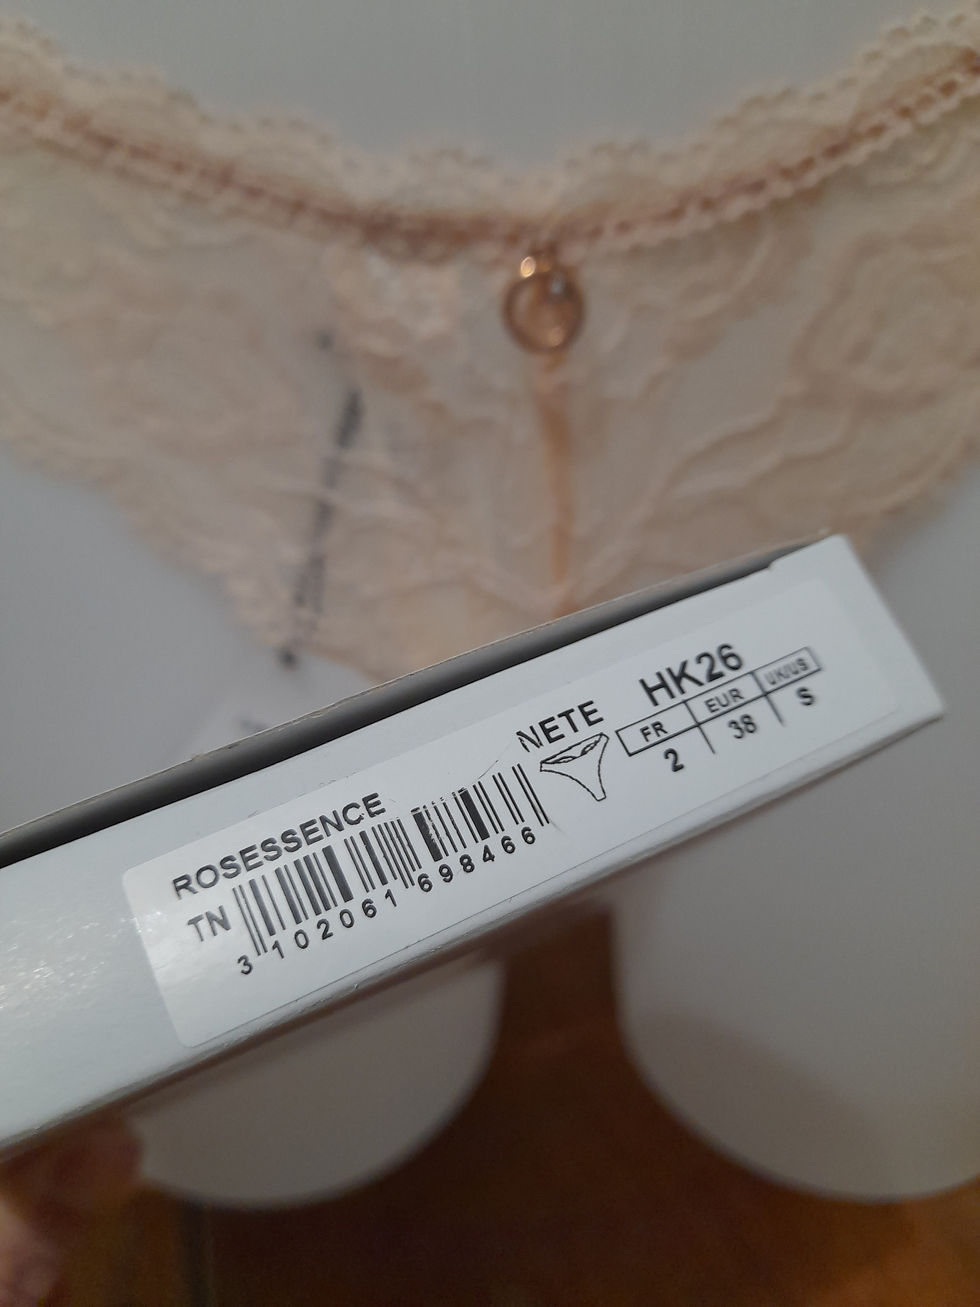 ROSESSENCE
TN
3 102061 698466
NETE
HK26
FR EUR UK/US
2 38 S